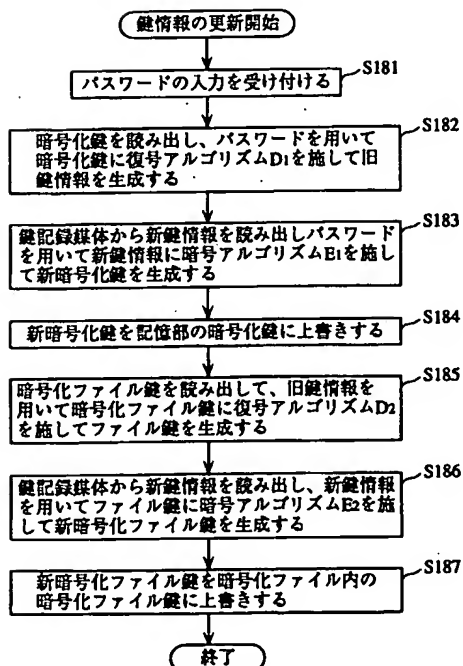 鍵情報の更新開始
S181
パスワードの入力を受け付ける
S182
暗号化鍵を読み出し、パスワードを用いて
暗号化鍵に復号アルゴリズムD1を施して旧
鍵情報を生成する
S183
鍵記録媒体から新鍵情報を読み出しパスワード
を用いて新鍵情報に暗号アルゴリズムE1を施し
て新暗号化鍵を生成する
S184
新暗号化鍵を記憶部の暗号化鍵に上書きする
S185
暗号化ファイル鍵を読み出して、旧鍵情報を
用いて暗号化ファイル鍵に復号アルゴリズムD2
を施してファイル鍵を生成する
S186
鍵記録媒体から新鍵情報を読み出し、新鍵情報
を用いてファイル鍵に暗号アルゴリズムE2を施
して新暗号化ファイル鍵を生成する
S187
新暗号化ファイル鍵を暗号化ファイル内の
暗号化ファイル鍵に上書きする
終了